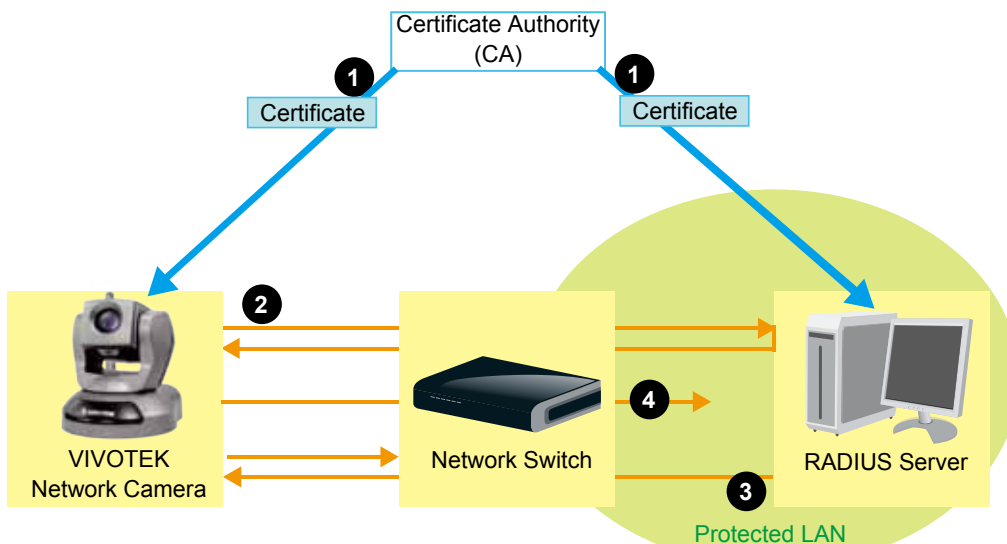 Certificate Authority
(CA)
1
1
Certificate
Certificate
2
4
VIVOTEK
Network Camera
Network Switch
RADIUS Server
3
Protected LAN